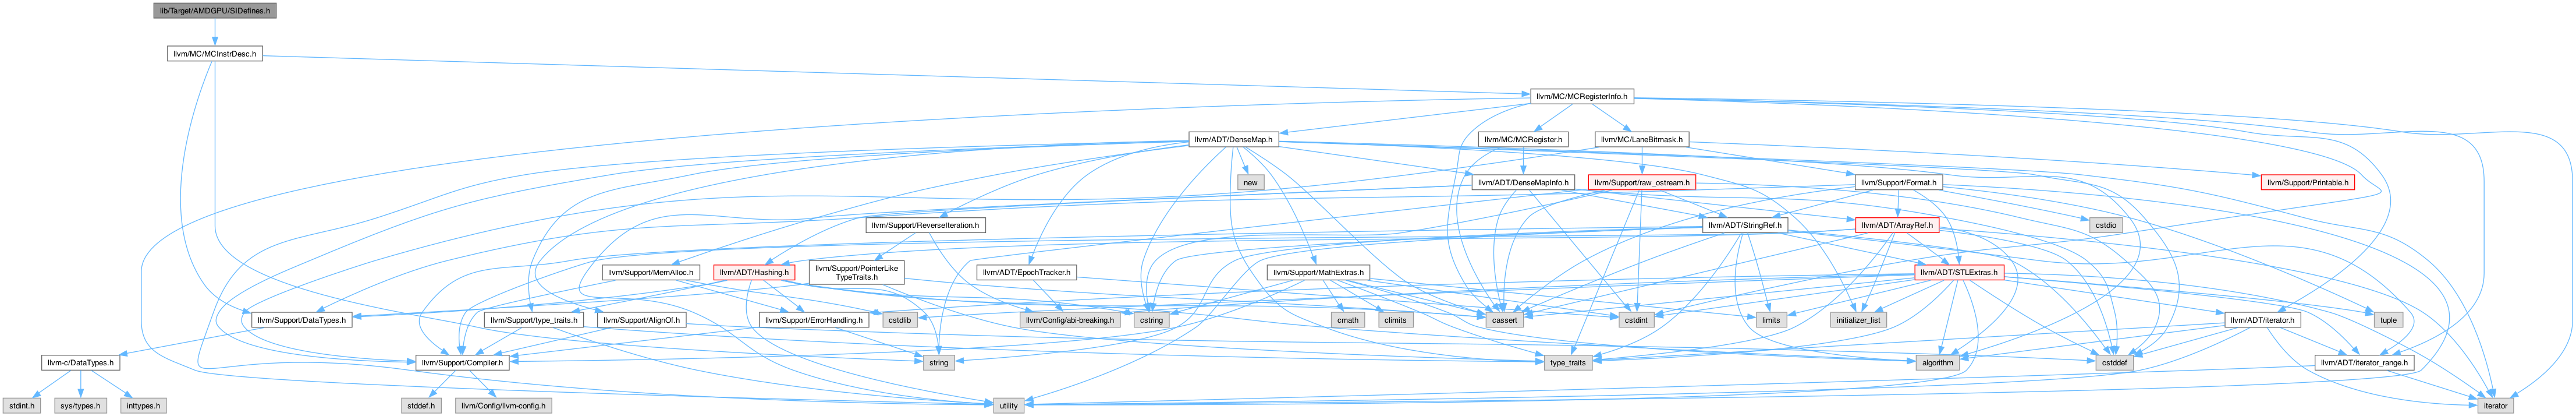 lib/Target/AMDGPU/SIDefines.h
llvm/MC/MCInstrDesc.h
llvm/MC/MCRegisterInfo.h
llvm/ADT/DenseMap.h
llvm/MC/MCRegister.h
llvm/MC/LaneBitmask.h
new
llvm/ADT/DenseMapInfo.h
llvm/Support/raw_ostream.h
llvm/Support/Format.h
llvm/Support/Printable.h
llvm/Support/ReverseIteration.h
llvm/ADT/StringRef.h
llvm/ADT/ArrayRef.h
cstdio
llvm/Support/MemAlloc.h
llvm/ADT/Hashing.h
llvm/Support/PointerLike
TypeTraits.h
llvm/ADT/EpochTracker.h
llvm/Support/MathExtras.h
llvm/ADT/STLExtras.h
llvm/Support/DataTypes.h
llvm/Support/type_traits.h
llvm/Support/AlignOf.h
llvm/Support/ErrorHandling.h
cstdlib
llvm/Config/abi-breaking.h
cstring
cmath
climits
cassert
cstdint
limits
initializer_list
llvm/ADT/iterator.h
tuple
llvm-c/DataTypes.h
llvm/Support/Compiler.h
string
type_traits
algorithm
cstddef
llvm/ADT/iterator_range.h
stdint.h
sys/types.h
inttypes.h
stddef.h
llvm/Config/llvm-config.h
utility
iterator